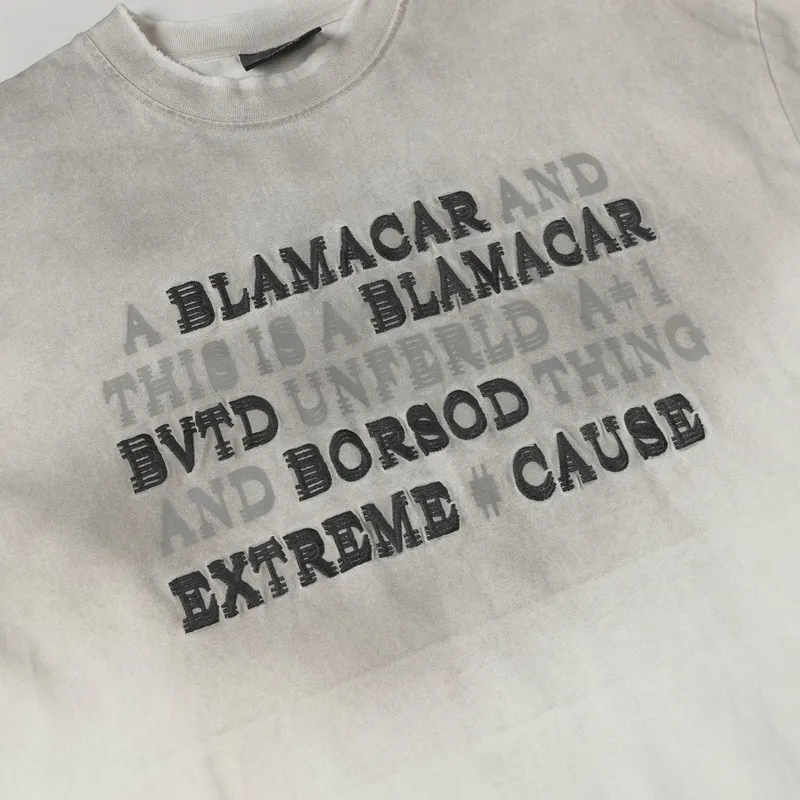 A BLAMACAR AND
THIS IS A BLAMACAR
BVTD UNFERLD A#1
AND BORSOD THING
EXTREME # CAUSE